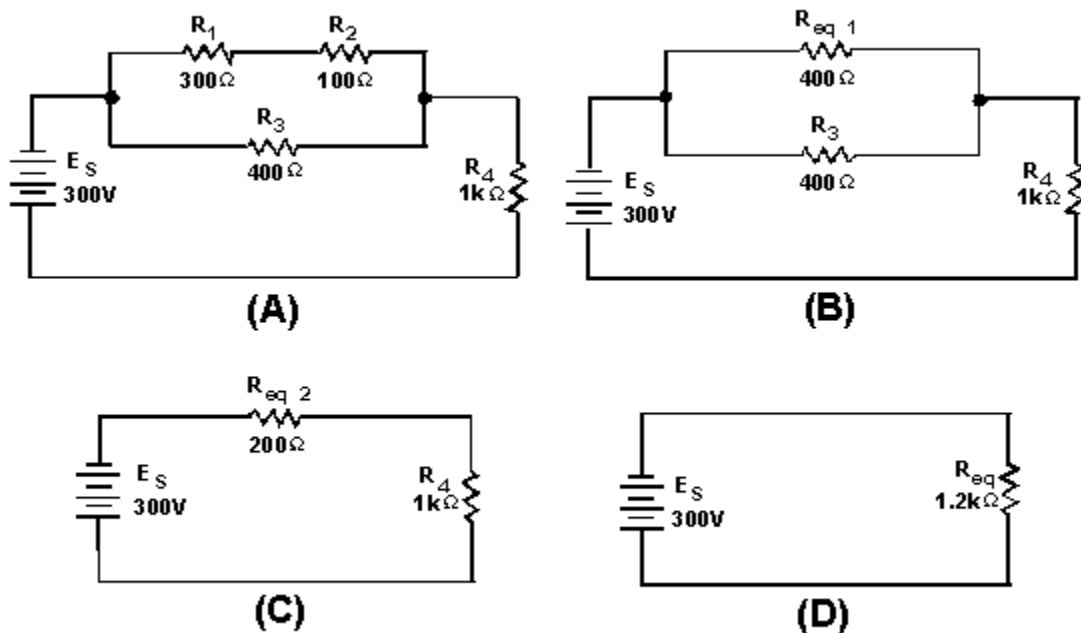 R1
300Ω
R2
100Ω
R3
400Ω
ES
300V
R4
1kΩ
(A)
Req 1
400Ω
R3
400Ω
ES
300V
R4
1kΩ
(B)
Req 2
200Ω
ES
300V
R4
1kΩ
(C)
ES
300V
Req
1.2kΩ
(D)